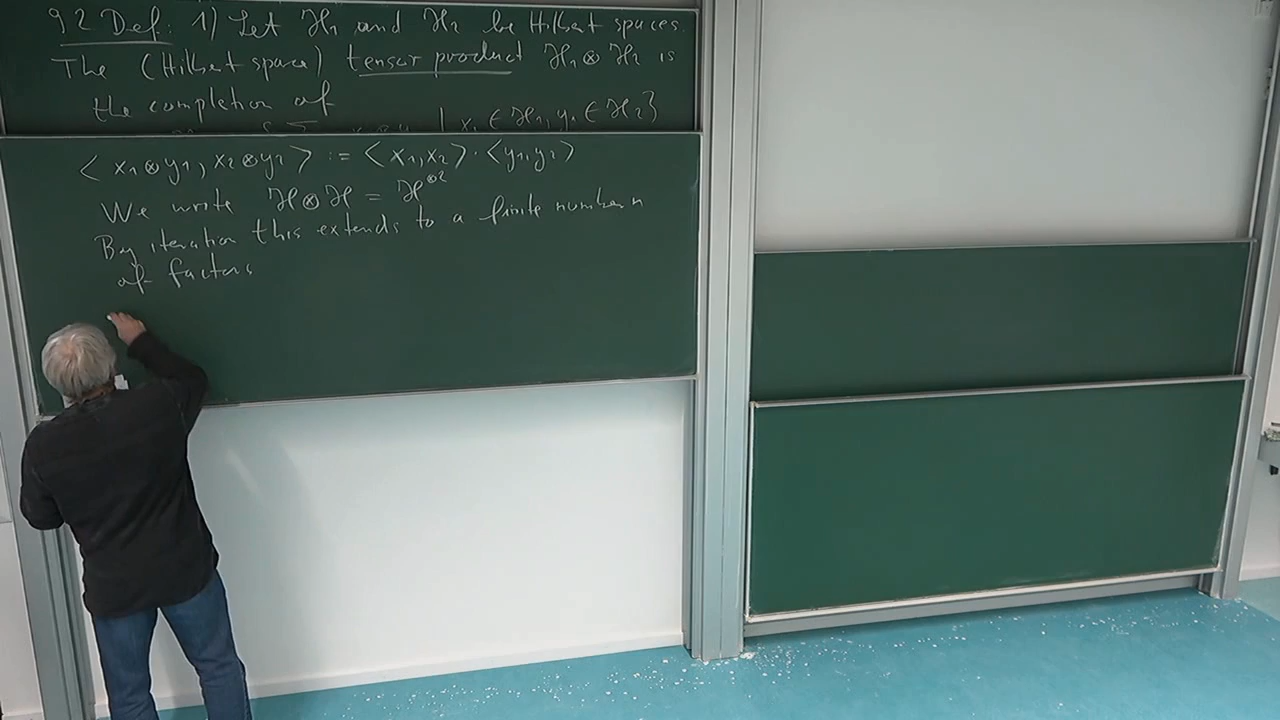 9.2 Def.: 1) Let ℋ₁ and ℋ₂ be Hilbert spaces.
The (Hilbert space) tensor product ℋ₁ ⊗ ℋ₂ is
the completion of
| x₁ ∈ ℋ₁, y₁ ∈ ℋ₂}
< x₁⊗y₁, x₂⊗y₂ > := <x₁,x₂> · <y₁,y₂>
We write ℋ⊗ℋ = ℋ^⊗2
By iteration this extends to a finite number n
of factors